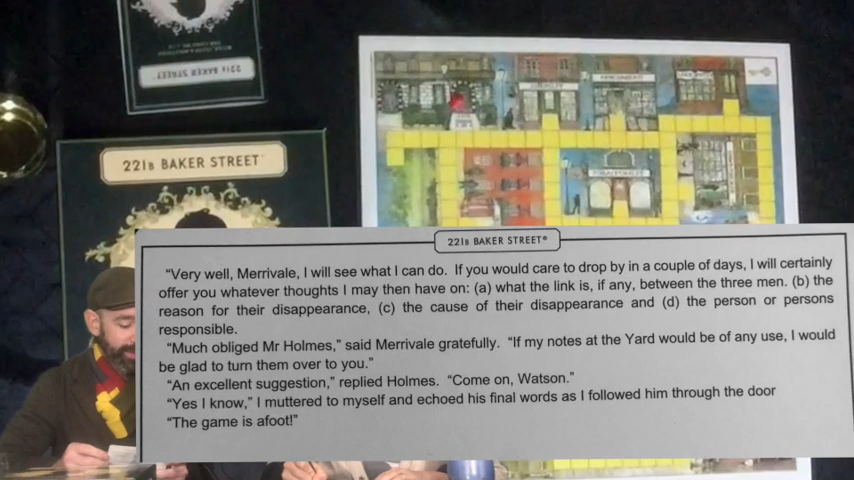 221B BAKER STREET
221B BAKER STREET
221B BAKER STREET®
"Very well, Merrivale, I will see what I can do. If you would care to drop by in a couple of days, I will certainly
offer you whatever thoughts I may then have on: (a) what the link is, if any, between the three men. (b) the
reason for their disappearance, (c) the cause of their disappearance and (d) the person or persons
responsible.
"Much obliged Mr Holmes," said Merrivale gratefully. "If my notes at the Yard would be of any use, I would
be glad to turn them over to you."
"An excellent suggestion," replied Holmes. "Come on, Watson."
"Yes I know," I muttered to myself and echoed his final words as I followed him through the door
"The game is afoot!"